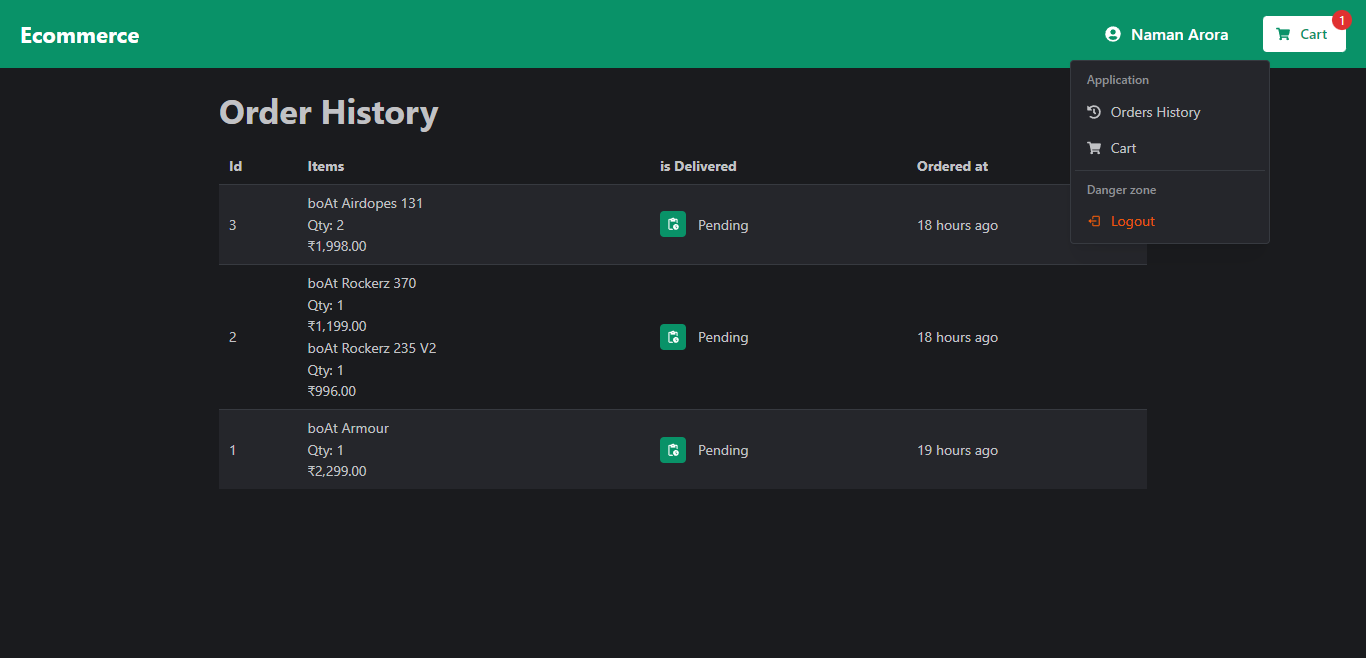 Ecommerce
Naman Arora
Cart
1
Application
Orders History
Cart
Danger zone
Logout
Order History
Id Items is Delivered Ordered at
boAt Airdopes 131
3 Qty: 2 Pending 18 hours ago
₹1,998.00
boAt Rockerz 370
Qty: 1
₹1,199.00
2 Pending 18 hours ago
boAt Rockerz 235 V2
Qty: 1
₹996.00
boAt Armour
1 Qty: 1 Pending 19 hours ago
₹2,299.00